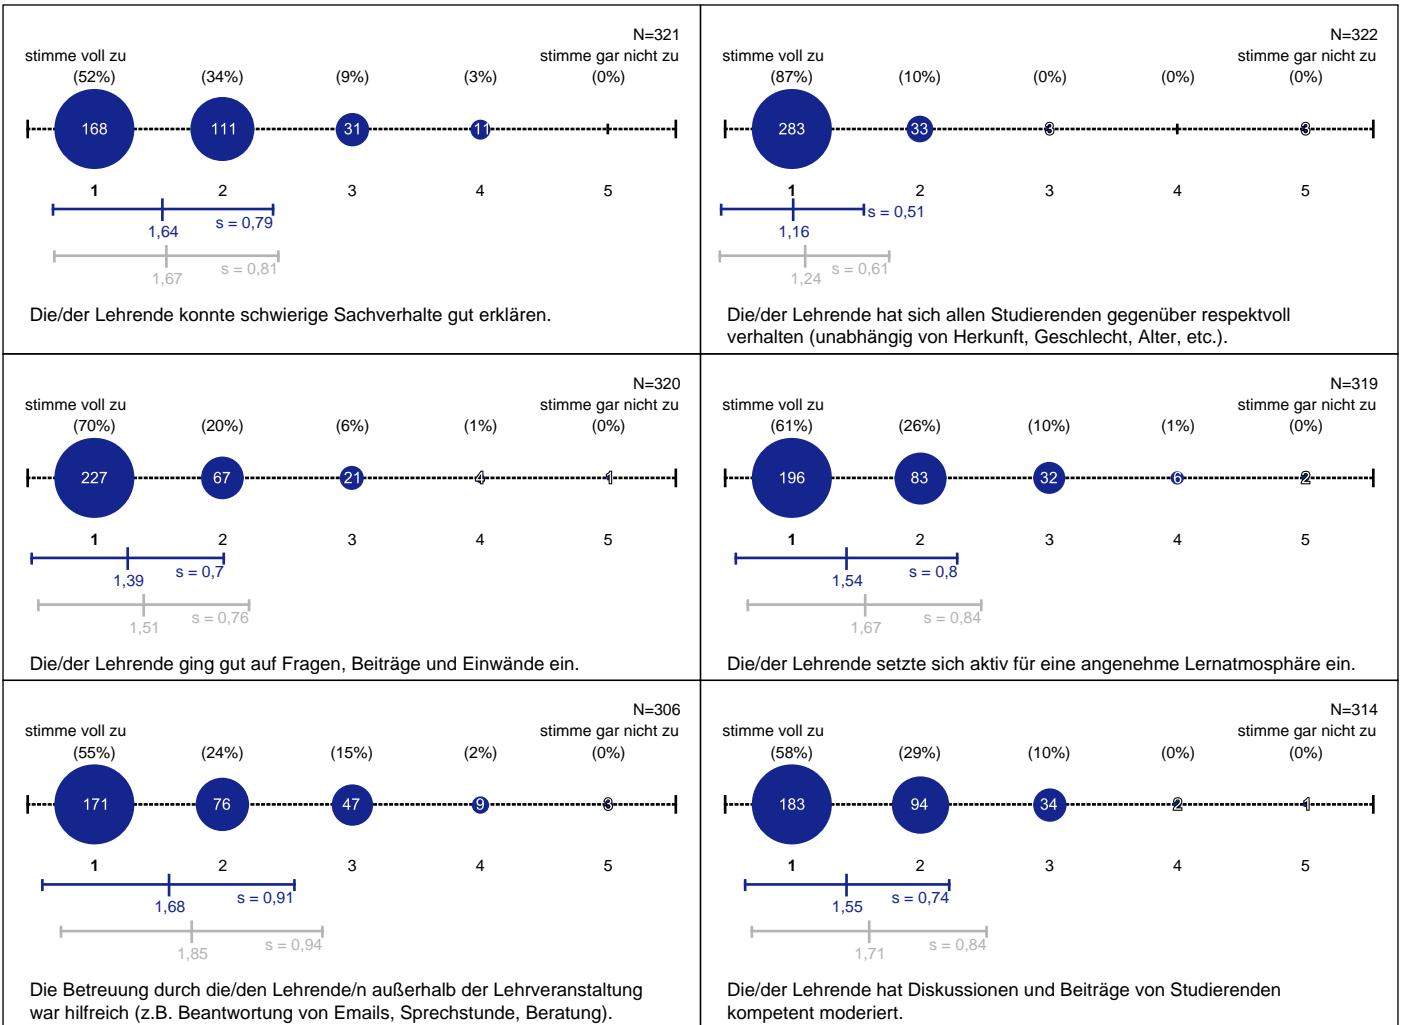 N=321
stimme voll zu stimme gar nicht zu
(52%) (34%) (9%) (3%) (0%)
168 111 31 11
1 2 3 4 5
s = 0,79
1,64
s = 0,81
1,67
Die/der Lehrende konnte schwierige Sachverhalte gut erklären.
N=322
stimme voll zu stimme gar nicht zu
(87%) (10%) (0%) (0%) (0%)
283 33 3 3
1 2 3 4 5
s = 0,51
1,16
s = 0,61
1,24
Die/der Lehrende hat sich allen Studierenden gegenüber respektvoll
verhalten (unabhängig von Herkunft, Geschlecht, Alter, etc.).
N=320
stimme voll zu stimme gar nicht zu
(70%) (20%) (6%) (1%) (0%)
227 67 21 4 1
1 2 3 4 5
s = 0,7
1,39
s = 0,76
1,51
Die/der Lehrende ging gut auf Fragen, Beiträge und Einwände ein.
N=319
stimme voll zu stimme gar nicht zu
(61%) (26%) (10%) (1%) (0%)
196 83 32 6 2
1 2 3 4 5
s = 0,8
1,54
s = 0,84
1,67
Die/der Lehrende setzte sich aktiv für eine angenehme Lernatmosphäre ein.
N=306
stimme voll zu stimme gar nicht zu
(55%) (24%) (15%) (2%) (0%)
171 76 47 9 3
1 2 3 4 5
s = 0,91
1,68
s = 0,94
1,85
Die Betreuung durch die/den Lehrende/n außerhalb der Lehrveranstaltung
war hilfreich (z.B. Beantwortung von Emails, Sprechstunde, Beratung).
N=314
stimme voll zu stimme gar nicht zu
(58%) (29%) (10%) (0%) (0%)
183 94 34 2 1
1 2 3 4 5
s = 0,74
1,55
s = 0,84
1,71
Die/der Lehrende hat Diskussionen und Beiträge von Studierenden
kompetent moderiert.